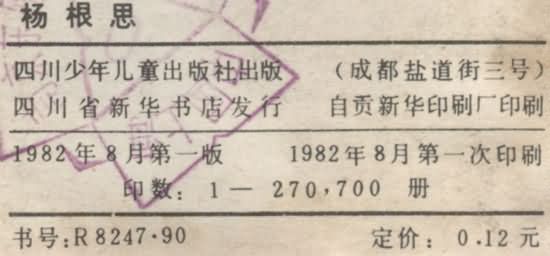 杨根思
四川少年儿童出版社出版 (成都盐道街三号)
四川省新华书店发行 自贡新华印刷厂印刷
1982年8月第一版 1982年8月第一次印刷
印数: 1 — 270,700 册
书号:R8247·90 定价: 0.12元